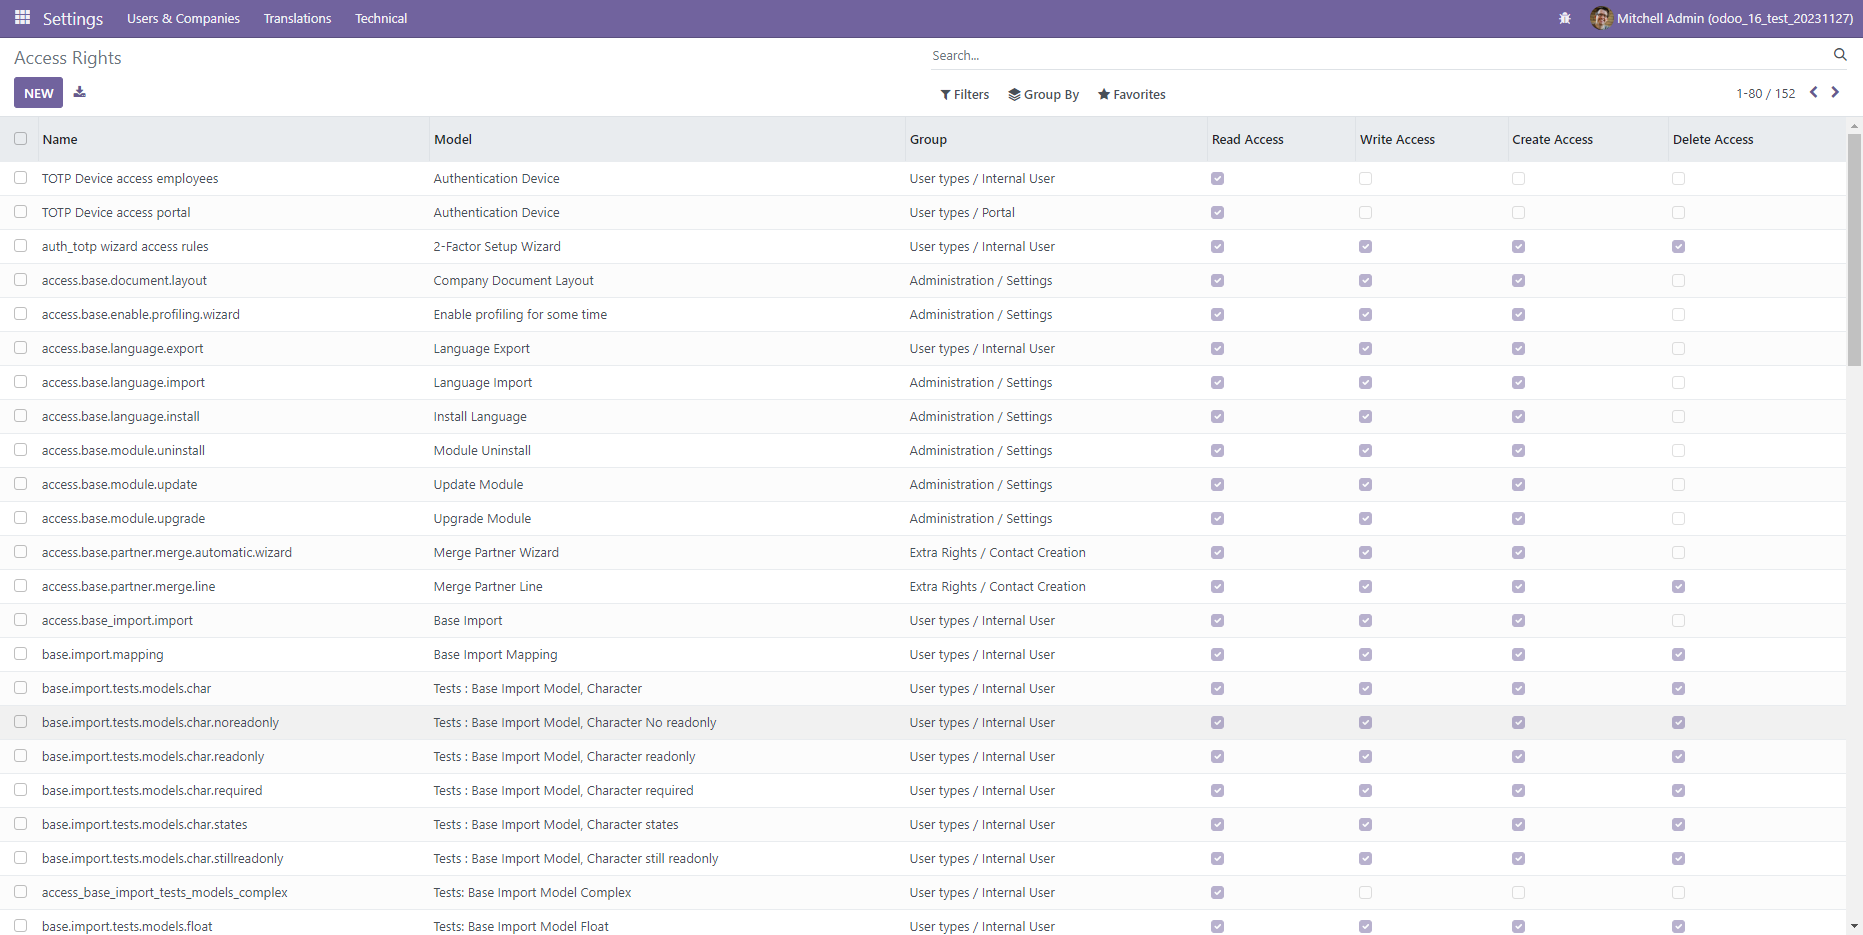 Settings Users & Companies Translations Technical Mitchell Admin (odoo_16_test_20231127)
Access Rights Search...
NEW Filters Group By Favorites 1-80 / 152
Name Model Group Read Access Write Access Create Access Delete Access
TOTP Device access employees Authentication Device User types / Internal User
TOTP Device access portal Authentication Device User types / Portal
auth_totp wizard access rules 2-Factor Setup Wizard User types / Internal User
access.base.document.layout Company Document Layout Administration / Settings
access.base.enable.profiling.wizard Enable profiling for some time Administration / Settings
access.base.language.export Language Export User types / Internal User
access.base.language.import Language Import Administration / Settings
access.base.language.install Install Language Administration / Settings
access.base.module.uninstall Module Uninstall Administration / Settings
access.base.module.update Update Module Administration / Settings
access.base.module.upgrade Upgrade Module Administration / Settings
access.base.partner.merge.automatic.wizard Merge Partner Wizard Extra Rights / Contact Creation
access.base.partner.merge.line Merge Partner Line Extra Rights / Contact Creation
access.base_import.import Base Import User types / Internal User
base.import.mapping Base Import Mapping User types / Internal User
base.import.tests.models.char Tests : Base Import Model, Character User types / Internal User
base.import.tests.models.char.noreadonly Tests : Base Import Model, Character No readonly User types / Internal User
base.import.tests.models.char.readonly Tests : Base Import Model, Character readonly User types / Internal User
base.import.tests.models.char.required Tests : Base Import Model, Character required User types / Internal User
base.import.tests.models.char.states Tests : Base Import Model, Character states User types / Internal User
base.import.tests.models.char.stillreadonly Tests : Base Import Model, Character still readonly User types / Internal User
access_base_import_tests_models_complex Tests: Base Import Model Complex User types / Internal User
base.import.tests.models.float Tests: Base Import Model Float User types / Internal User